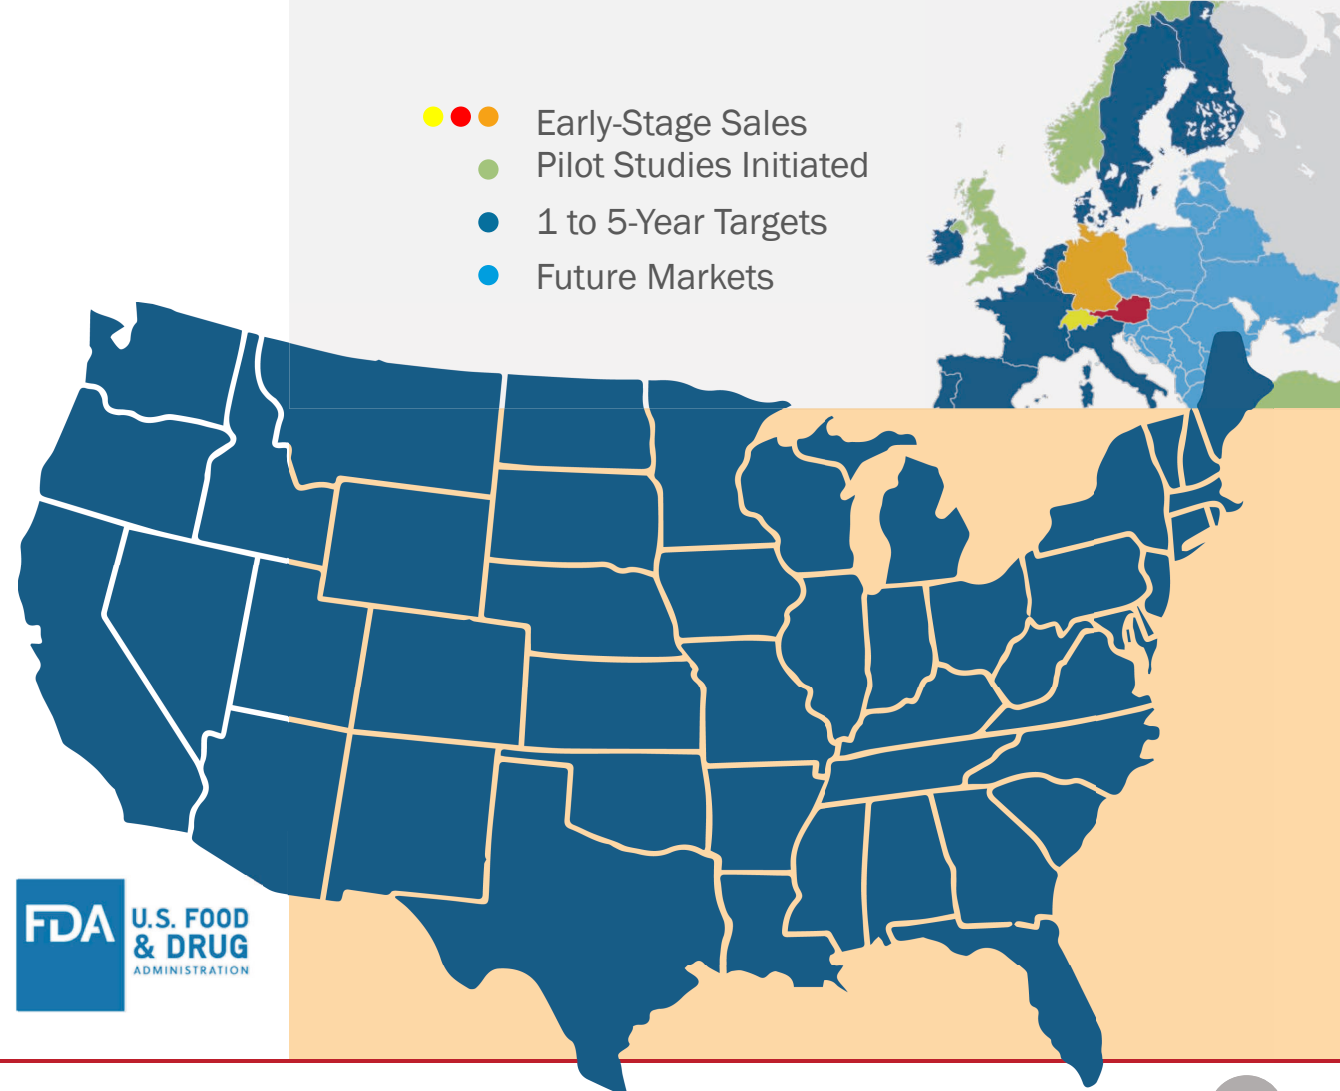 Early-Stage Sales
Pilot Studies Initiated
1 to 5-Year Targets
Future Markets
FDA
U.S. FOOD
& DRUG
ADMINISTRATION